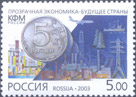 ПРОЗРАЧНАЯ ЭКОНОМИКА-БУДУЩЕЕ СТРАНЫ
КФМ
5
РОССИЯ
ROSSIJA • 2003
5.00